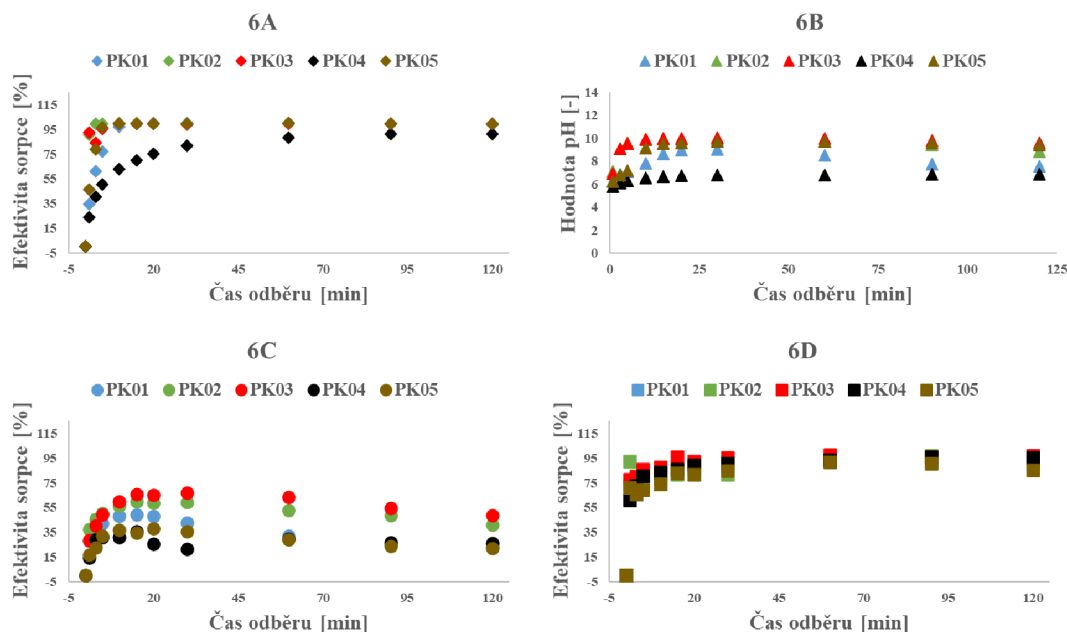 6A
PK01 PK02 PK03 PK04 PK05
Efektivita sorpce [%]
115
95
75
55
35
15
-5
-5 20 45 70 95 120
Čas odběru [min]
6B
PK01 PK02 PK03 PK04 PK05
Hodnota pH [-]
14
12
10
8
6
4
2
0
0 25 50 75 100 125
Čas odběru [min]
6C
PK01 PK02 PK03 PK04 PK05
Efektivita sorpce [%]
115
95
75
55
35
15
-5
-5 20 45 70 95 120
Čas odběru [min]
6D
PK01 PK02 PK03 PK04 PK05
Efektivita sorpce [%]
115
95
75
55
35
15
-5
-5 20 45 70 95 120
Čas odběru [min]